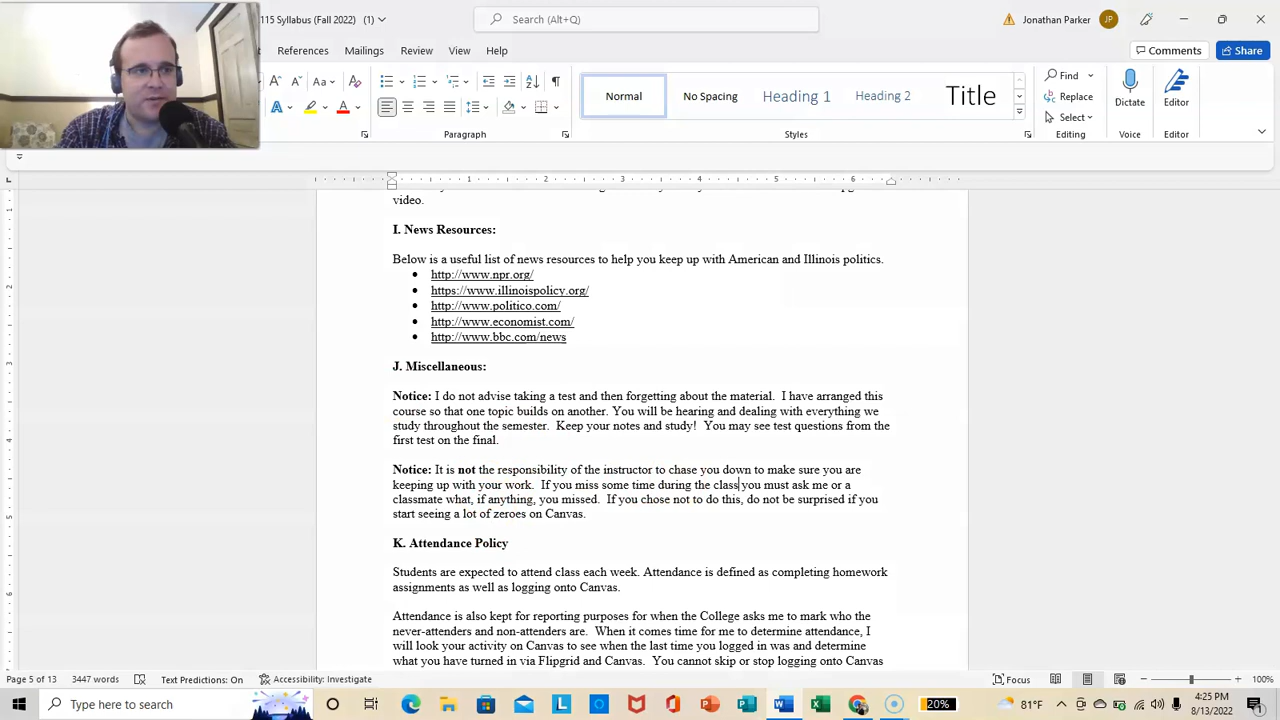 115 Syllabus (Fall 2022) (1)
Search (Alt+Q)
Jonathan Parker
JP
References
Mailings
Review
View
Help
Comments
Share
Aa
A
A
Normal
No Spacing
Heading 1
Heading 2
Title
Find
Replace
Select
Dictate
Editor
Paragraph
Styles
Editing
Voice
Editor
1 2 3 4 5 6
video.
I. News Resources:
Below is a useful list of news resources to help you keep up with American and Illinois politics.
• http://www.npr.org/
• https://www.illinoispolicy.org/
• http://www.politico.com/
• http://www.economist.com/
• http://www.bbc.com/news
J. Miscellaneous:
Notice: I do not advise taking a test and then forgetting about the material.  I have arranged this
course so that one topic builds on another. You will be hearing and dealing with everything we
study throughout the semester.  Keep your notes and study!  You may see test questions from the
first test on the final.
Notice: It is not the responsibility of the instructor to chase you down to make sure you are
keeping up with your work.  If you miss some time during the class you must ask me or a
classmate what, if anything, you missed.  If you chose not to do this, do not be surprised if you
start seeing a lot of zeroes on Canvas.
K. Attendance Policy
Students are expected to attend class each week. Attendance is defined as completing homework
assignments as well as logging onto Canvas.
Attendance is also kept for reporting purposes for when the College asks me to mark who the
never-attenders and non-attenders are.  When it comes time for me to determine attendance, I
will look your activity on Canvas to see when the last time you logged in was and determine
what you have turned in via Flipgrid and Canvas.  You cannot skip or stop logging onto Canvas
Page 5 of 13
3447 words
Text Predictions: On
Accessibility: Investigate
Focus
100%
Type here to search
20%
81°F
4:25 PM
8/13/2022